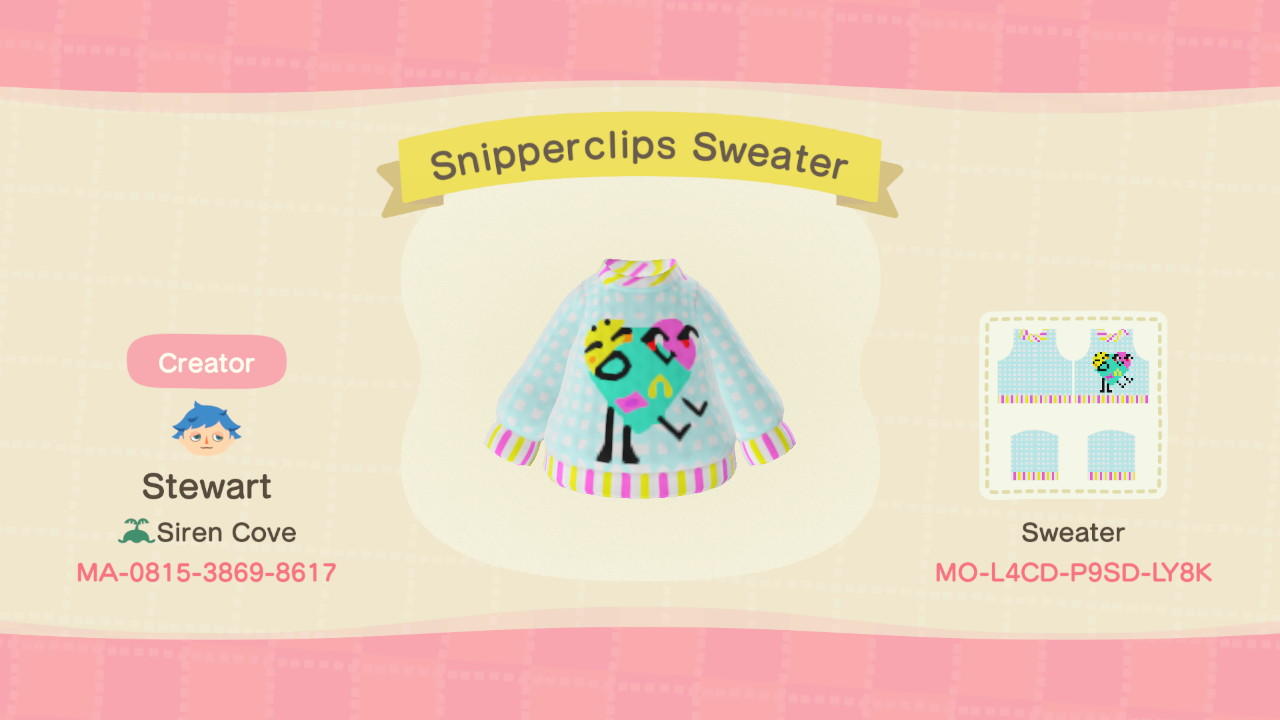 Snipperclips Sweater
Creator
Stewart
Siren Cove
MA-0815-3869-8617
Sweater
MO-L4CD-P9SD-LY8K